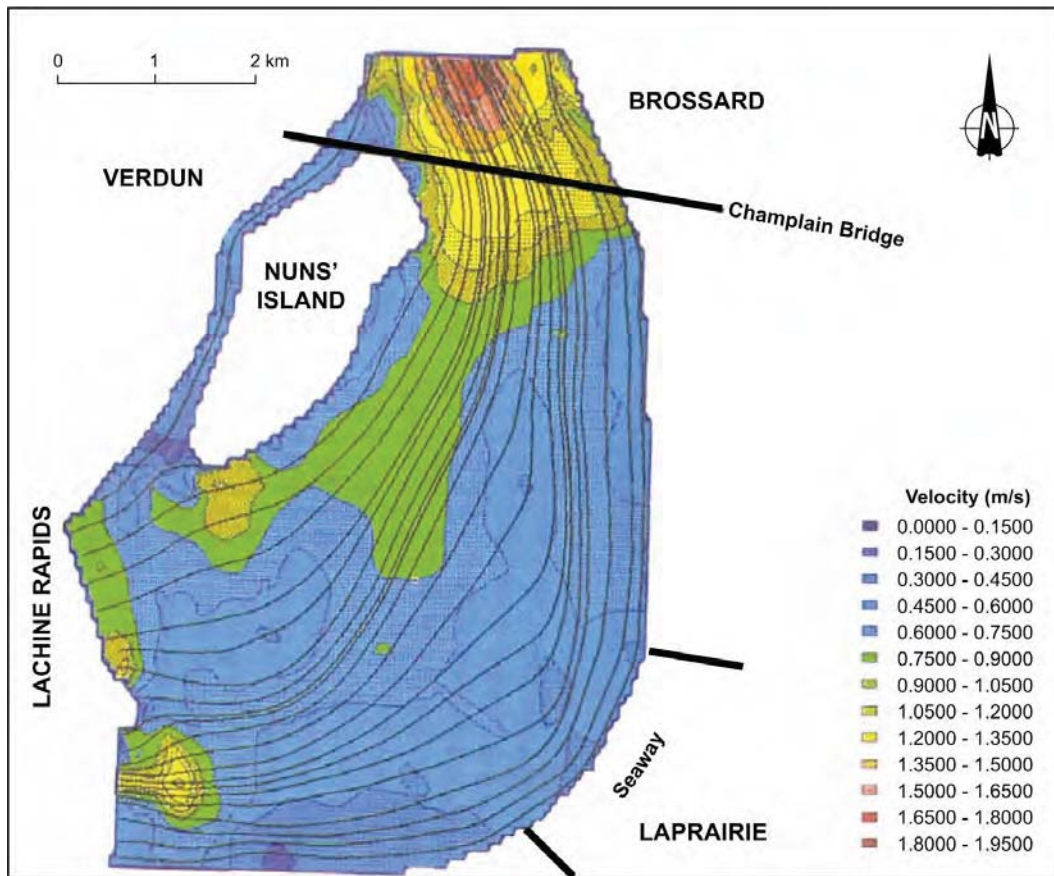 0 1 2 km
BROSSARD
N
VERDUN
Champlain Bridge
NUNS'
ISLAND
LACHINE RAPIDS
Velocity (m/s)
0.0000 - 0.1500
0.1500 - 0.3000
0.3000 - 0.4500
0.4500 - 0.6000
0.6000 - 0.7500
0.7500 - 0.9000
0.9000 - 1.0500
1.0500 - 1.2000
1.2000 - 1.3500
1.3500 - 1.5000
1.5000 - 1.6500
1.6500 - 1.8000
1.8000 - 1.9500
Seaway
LAPRAIRIE